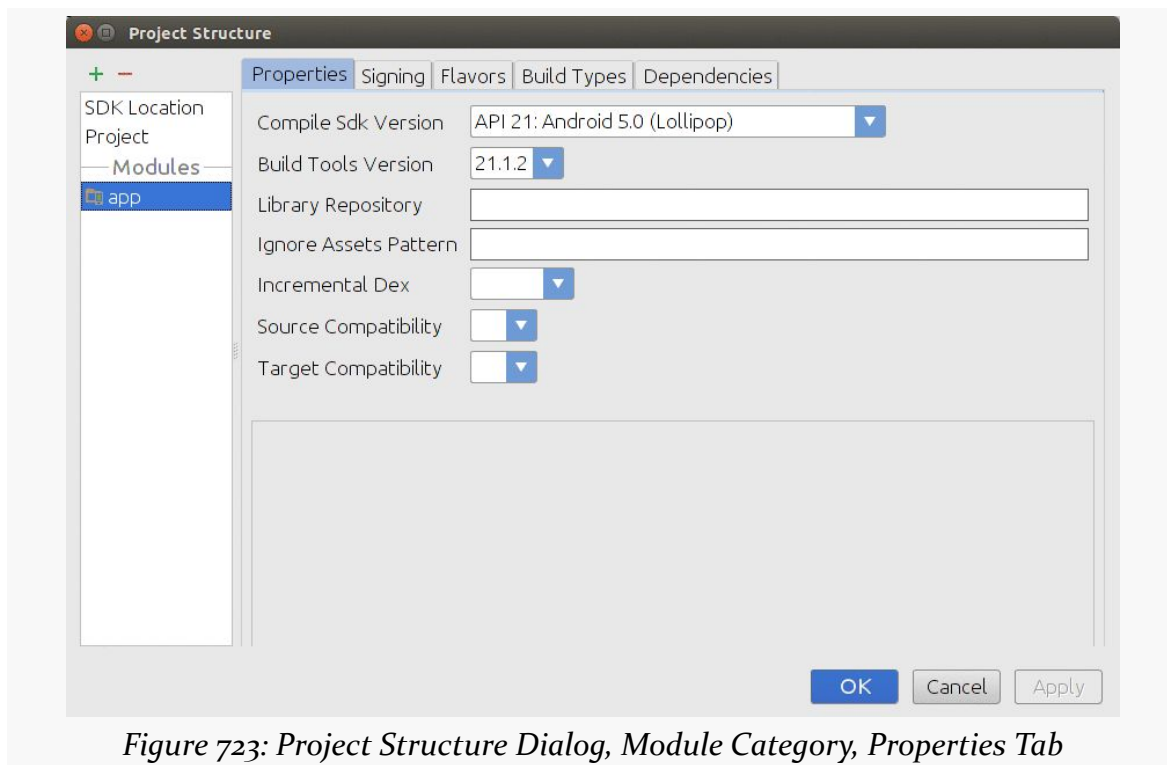 Project Structure
+ −
SDK Location
Project
Modules
app
Properties Signing Flavors Build Types Dependencies
Compile Sdk Version API 21: Android 5.0 (Lollipop)
Build Tools Version 21.1.2
Library Repository
Ignore Assets Pattern
Incremental Dex
Source Compatibility
Target Compatibility
OK Cancel Apply
Figure 723: Project Structure Dialog, Module Category, Properties Tab